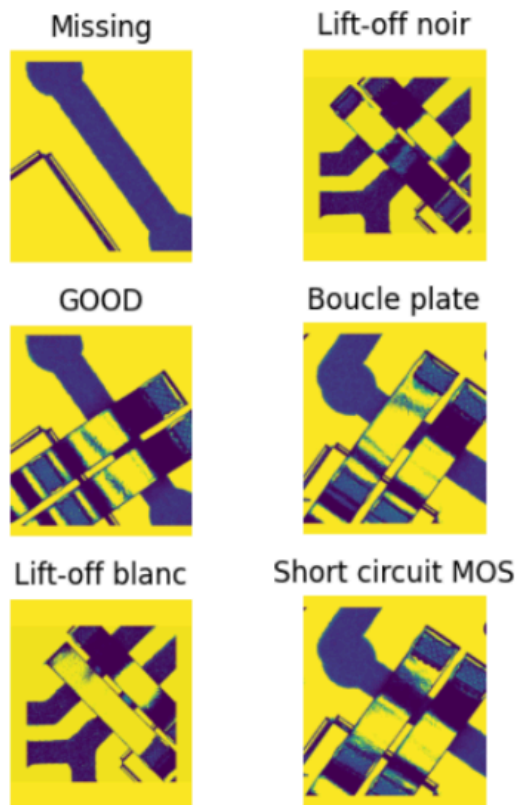 Missing
Lift-off noir
GOOD
Boucle plate
Lift-off blanc
Short circuit MOS